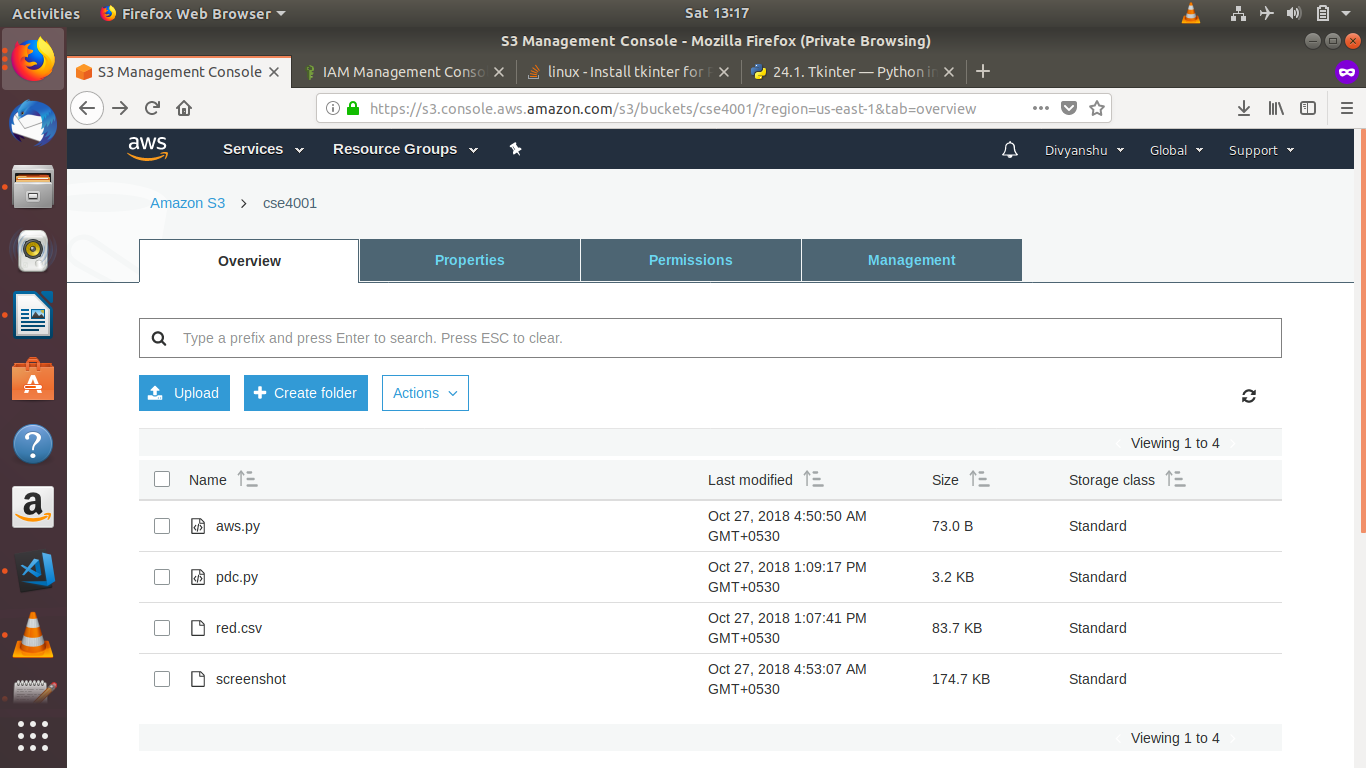 Activities Firefox Web Browser Sat 13:17
S3 Management Console - Mozilla Firefox (Private Browsing)
S3 Management Console IAM Management Conso linux - Install tkinter for 24.1. Tkinter — Python in
https://s3.console.aws.amazon.com/s3/buckets/cse4001/?region=us-east-1&tab=overview
aws Services Resource Groups Divyanshu Global Support
Amazon S3 > cse4001
Overview Properties Permissions Management
Type a prefix and press Enter to search. Press ESC to clear.
Upload Create folder Actions
Viewing 1 to 4
Name Last modified Size Storage class
aws.py Oct 27, 2018 4:50:50 AM 73.0 B Standard
GMT+0530
pdc.py Oct 27, 2018 1:09:17 PM 3.2 KB Standard
GMT+0530
red.csv Oct 27, 2018 1:07:41 PM 83.7 KB Standard
GMT+0530
screenshot Oct 27, 2018 4:53:07 AM 174.7 KB Standard
GMT+0530
Viewing 1 to 4